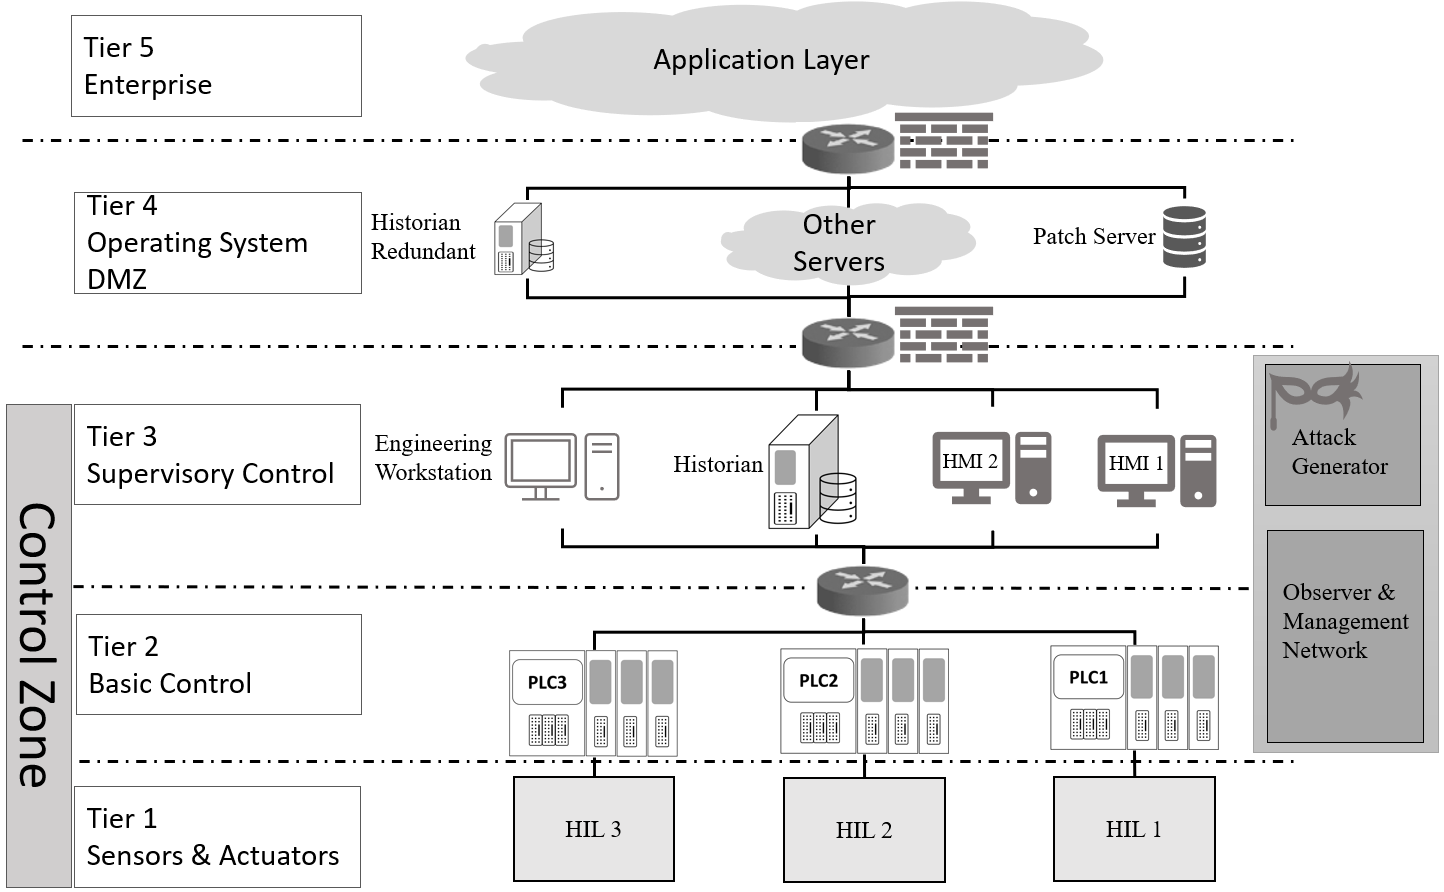 Tier 5
Enterprise
Application Layer
Tier 4
Operating System
DMZ
Historian
Redundant
Other
Servers
Patch Server
Control Zone
Tier 3
Supervisory Control
Engineering
Workstation
Historian
HMI 2
HMI 1
Attack
Generator
Observer &
Management
Network
Tier 2
Basic Control
PLC3
PLC2
PLC1
Tier 1
Sensors & Actuators
HIL 3
HIL 2
HIL 1